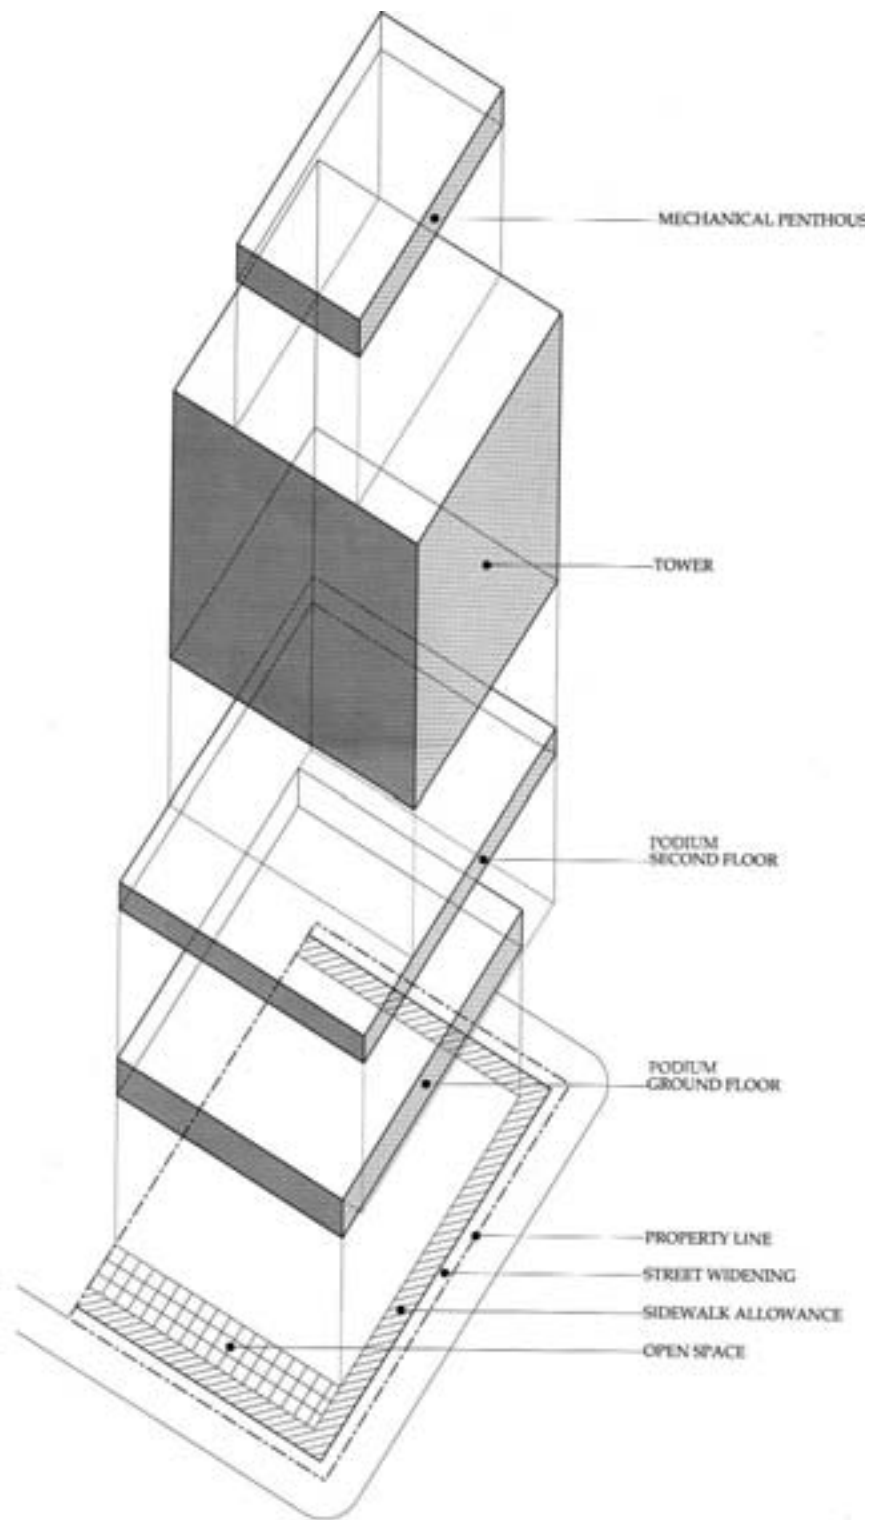 MECHANICAL PENTHOUS
TOWER
PODIUM
SECOND FLOOR
PODIUM
GROUND FLOOR
PROPERTY LINE
STREET WIDENING
SIDEWALK ALLOWANCE
OPEN SPACE